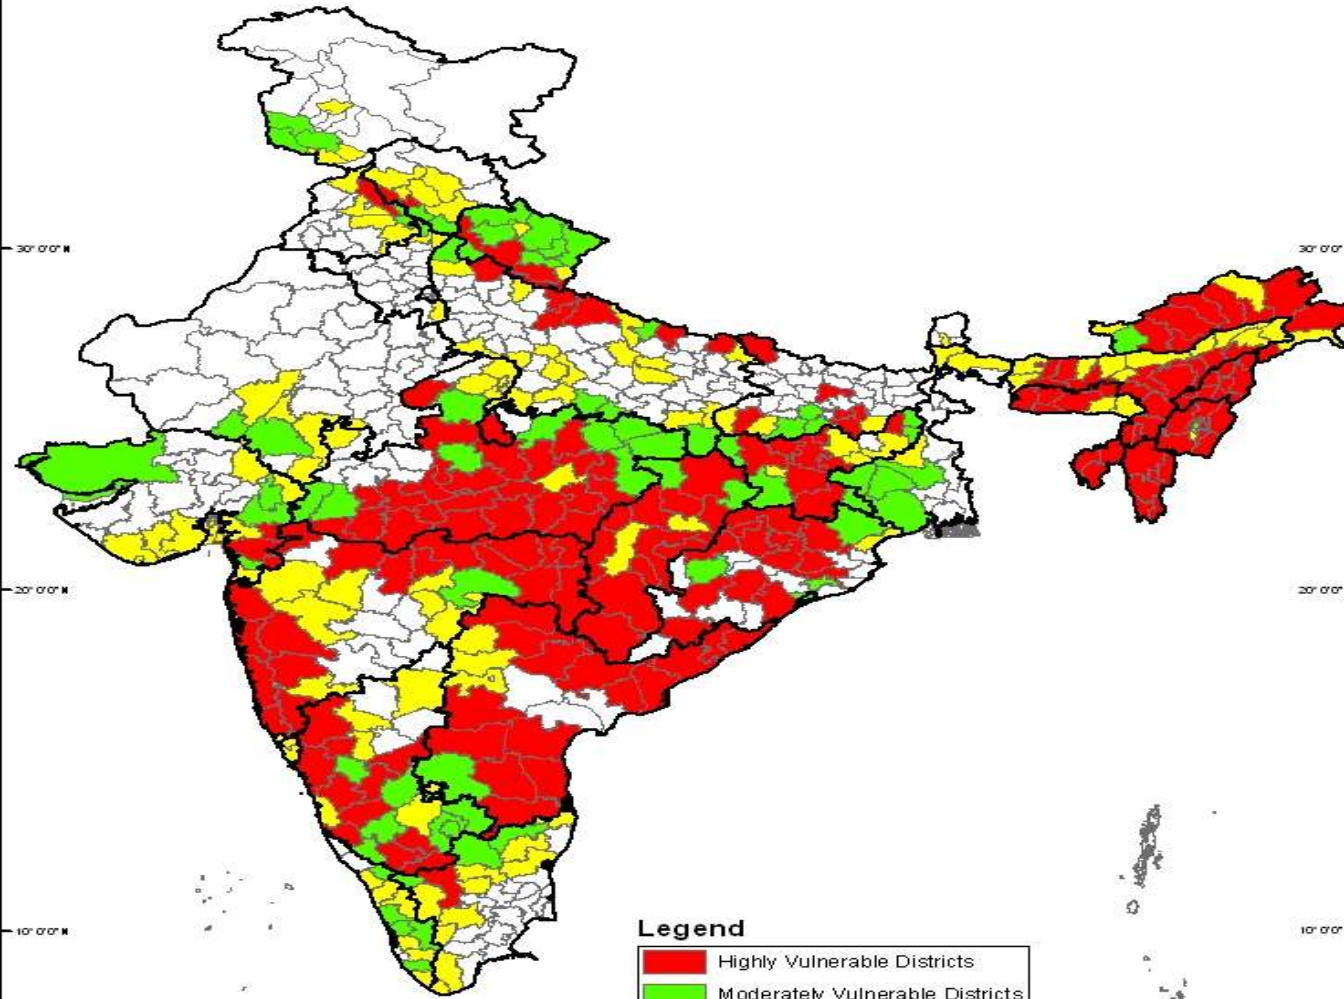 30° 0'0"N
30° 0'0"
20° 0'0"N
20° 0'0"
10° 0'0"N
10° 0'0"
Legend
Highly Vulnerable Districts
Moderately Vulnerable Districts